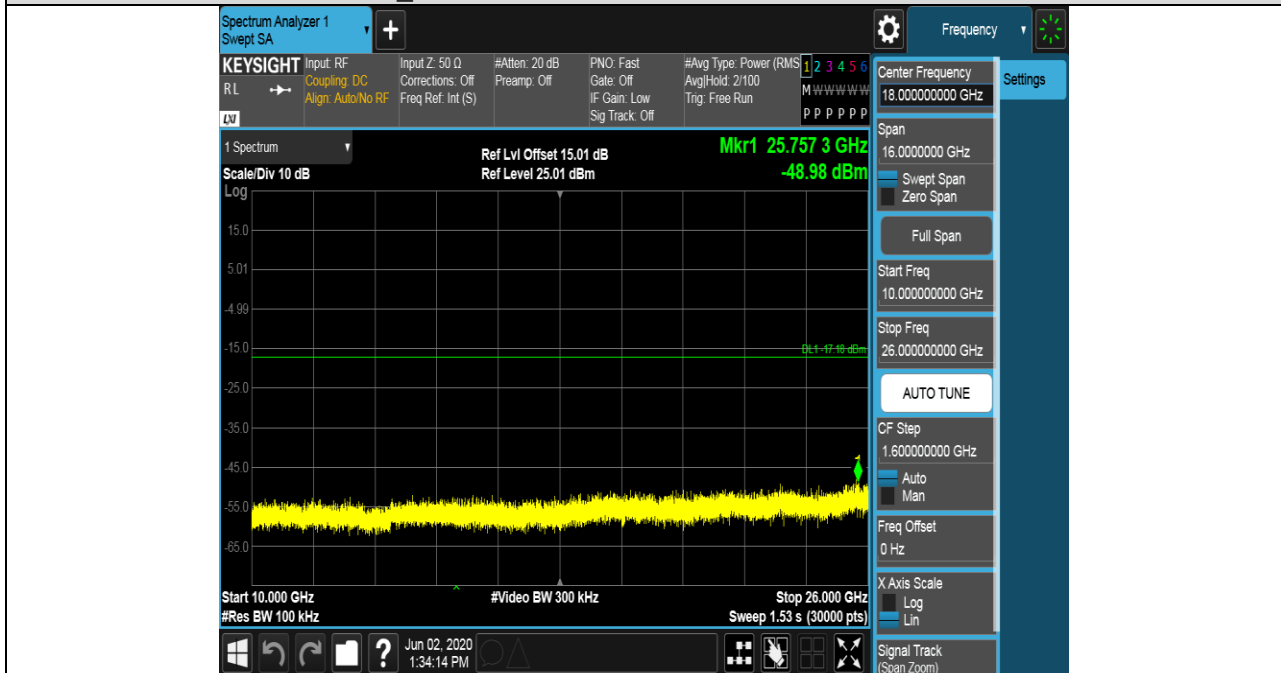 Spectrum Analyzer 1
Swept SA
+
Frequency
KEYSIGHT
RL
LXI
Input: RF
Coupling: DC
Align: Auto/No RF
Input Z: 50 Ω
Corrections: Off
Freq Ref: Int (S)
#Atten: 20 dB
Preamp: Off
PNO: Fast
Gate: Off
IF Gain: Low
Sig Track: Off
#Avg Type: Power (RMS
Avg|Hold: 2/100
Trig: Free Run
1 2 3 4 5 6
M W W W W W
P P P P P P
1 Spectrum
Scale/Div 10 dB
Log
Ref Lvl Offset 15.01 dB
Ref Level 25.01 dBm
Mkr1 25.757 3 GHz
-48.98 dBm
15.0
5.01
-4.99
-15.0
DL1 -17.18 dBm
-25.0
-35.0
-45.0
1
-55.0
-65.0
Start 10.000 GHz
#Video BW 300 kHz
Stop 26.000 GHz
#Res BW 100 kHz
Sweep 1.53 s (30000 pts)
?
Jun 02, 2020
1:34:14 PM
Center Frequency
18.000000000 GHz
Settings
Span
16.0000000 GHz
Swept Span
Zero Span
Full Span
Start Freq
10.000000000 GHz
Stop Freq
26.000000000 GHz
AUTO TUNE
CF Step
1.600000000 GHz
Auto
Man
Freq Offset
0 Hz
X Axis Scale
Log
Lin
Signal Track
(Span Zoom)